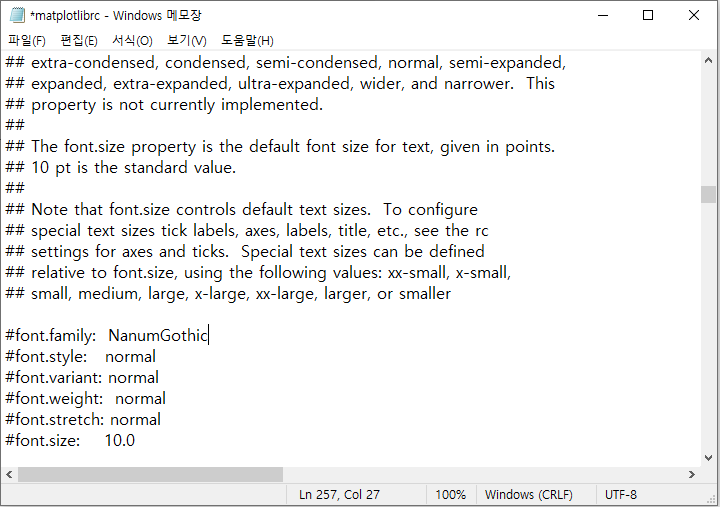 *matplotlibrc - Windows 메모장
파일(F) 편집(E) 서식(O) 보기(V) 도움말(H)
## extra-condensed, condensed, semi-condensed, normal, semi-expanded,
## expanded, extra-expanded, ultra-expanded, wider, and narrower.  This
## property is not currently implemented.
##
## The font.size property is the default font size for text, given in points.
## 10 pt is the standard value.
##
## Note that font.size controls default text sizes.  To configure
## special text sizes tick labels, axes, labels, title, etc., see the rc
## settings for axes and ticks.  Special text sizes can be defined
## relative to font.size, using the following values: xx-small, x-small,
## small, medium, large, x-large, xx-large, larger, or smaller
#font.family:  NanumGothic
#font.style:   normal
#font.variant: normal
#font.weight:  normal
#font.stretch: normal
#font.size:    10.0
Ln 257, Col 27 100% Windows (CRLF) UTF-8